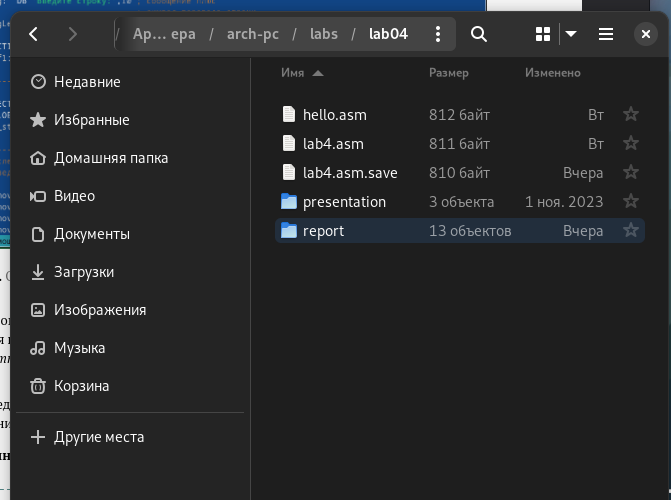 / Ap... epa / arch-pc / labs / lab04
Недавние
Избранные
Домашняя папка
Видео
Документы
Загрузки
Изображения
Музыка
Корзина
Другие места
Имя Размер Изменено
hello.asm 812 байт Вт
lab4.asm 811 байт Вт
lab4.asm.save 810 байт Вчера
presentation 3 объекта 1 ноя. 2023
report 13 объектов Вчера